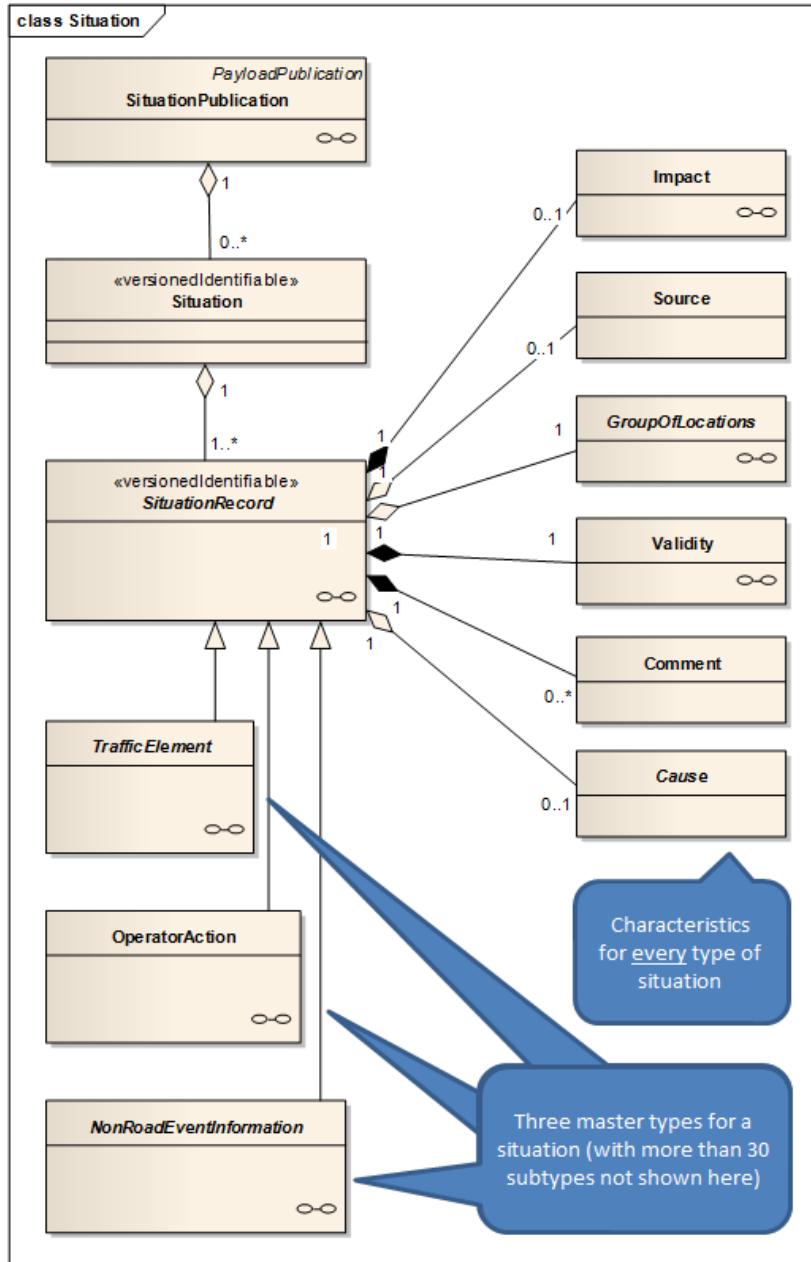 class Situation
PayloadPublication
SituationPublication
1
0..*
«versionedIdentifiable»
Situation
1
1..*
«versionedIdentifiable»
SituationRecord
1
Impact
0..1
1
Source
0..1
1
GroupOfLocations
1
1
Validity
1
Comment
1
0..*
Cause
1
0..1
TrafficElement
OperatorAction
NonRoadEventInformation
Characteristics
for every type of
situation
Three master types for a
situation (with more than 30
subtypes not shown here)